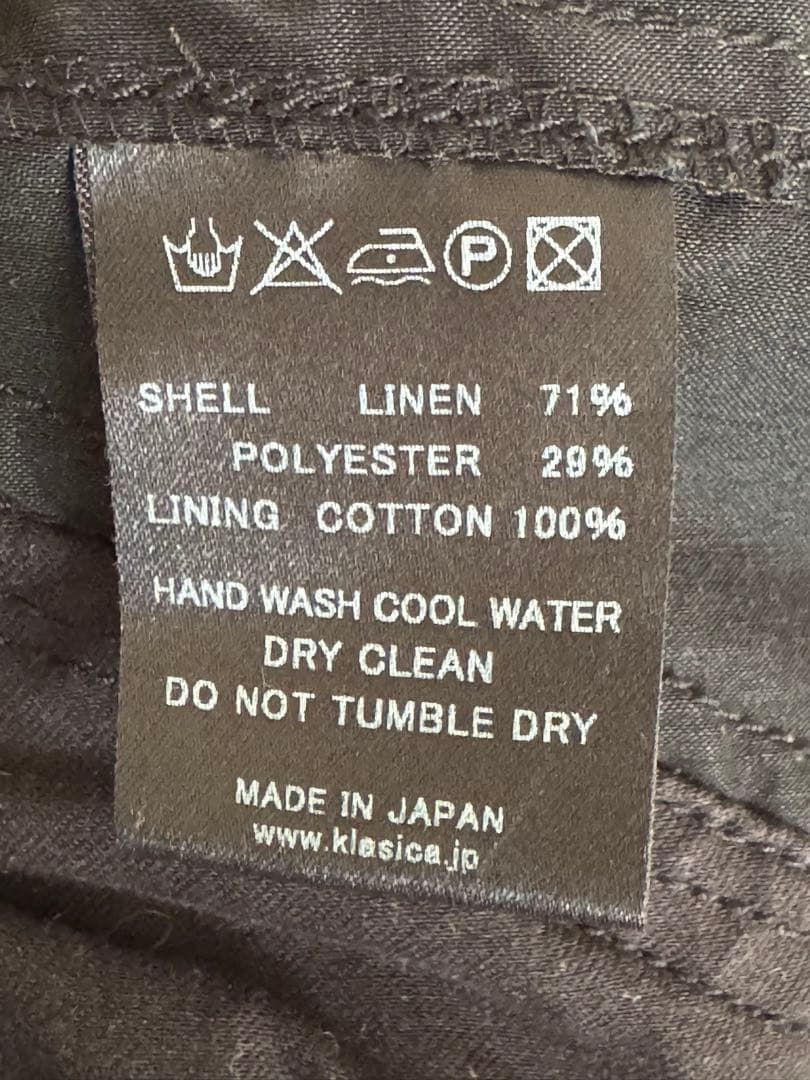 P
SHELL LINEN 71%
POLYESTER 29%
LINING COTTON 100%
HAND WASH COOL WATER
DRY CLEAN
DO NOT TUMBLE DRY
MADE IN JAPAN
www.klasica.jp